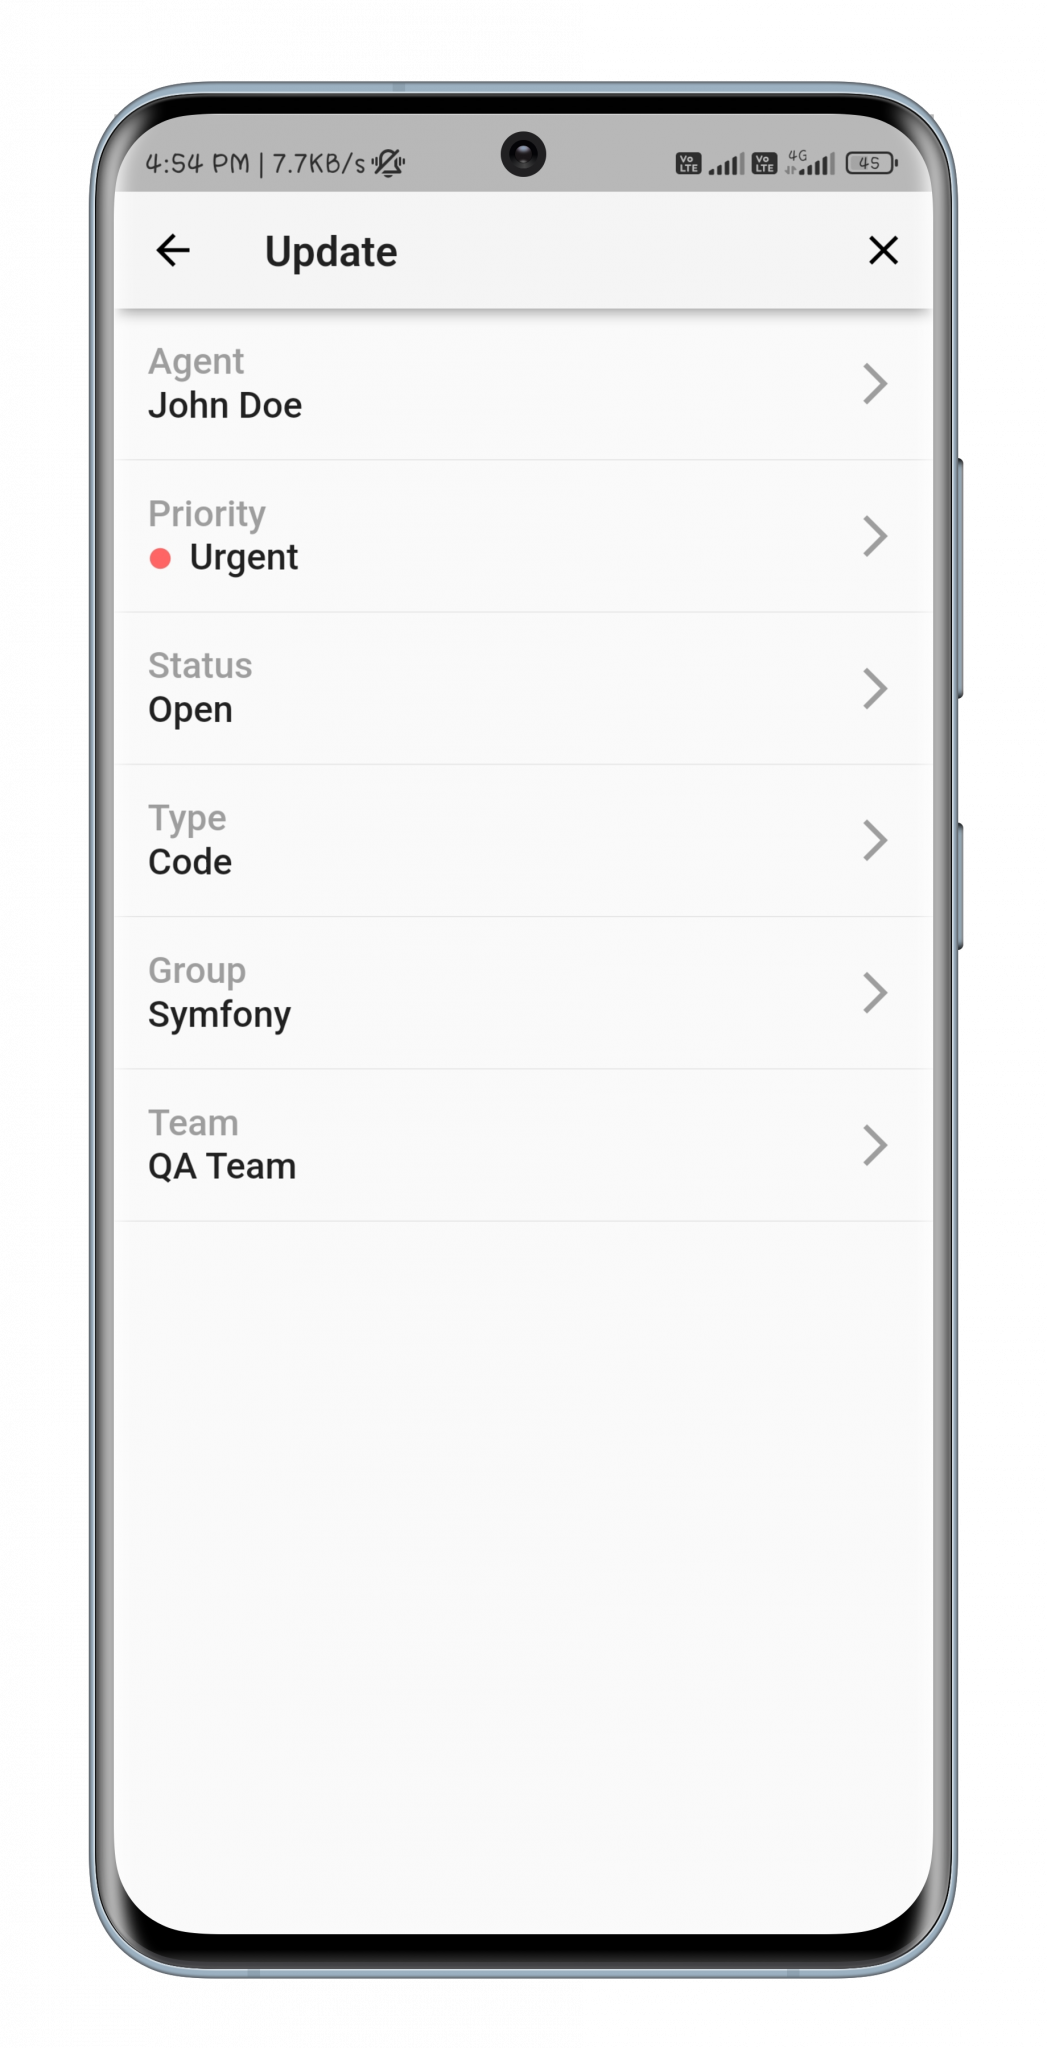 4:54 PM | 7.7KB/s Vo LTE Vo LTE 4G 45
Update
Agent
John Doe
Priority
Urgent
Status
Open
Type
Code
Group
Symfony
Team
QA Team